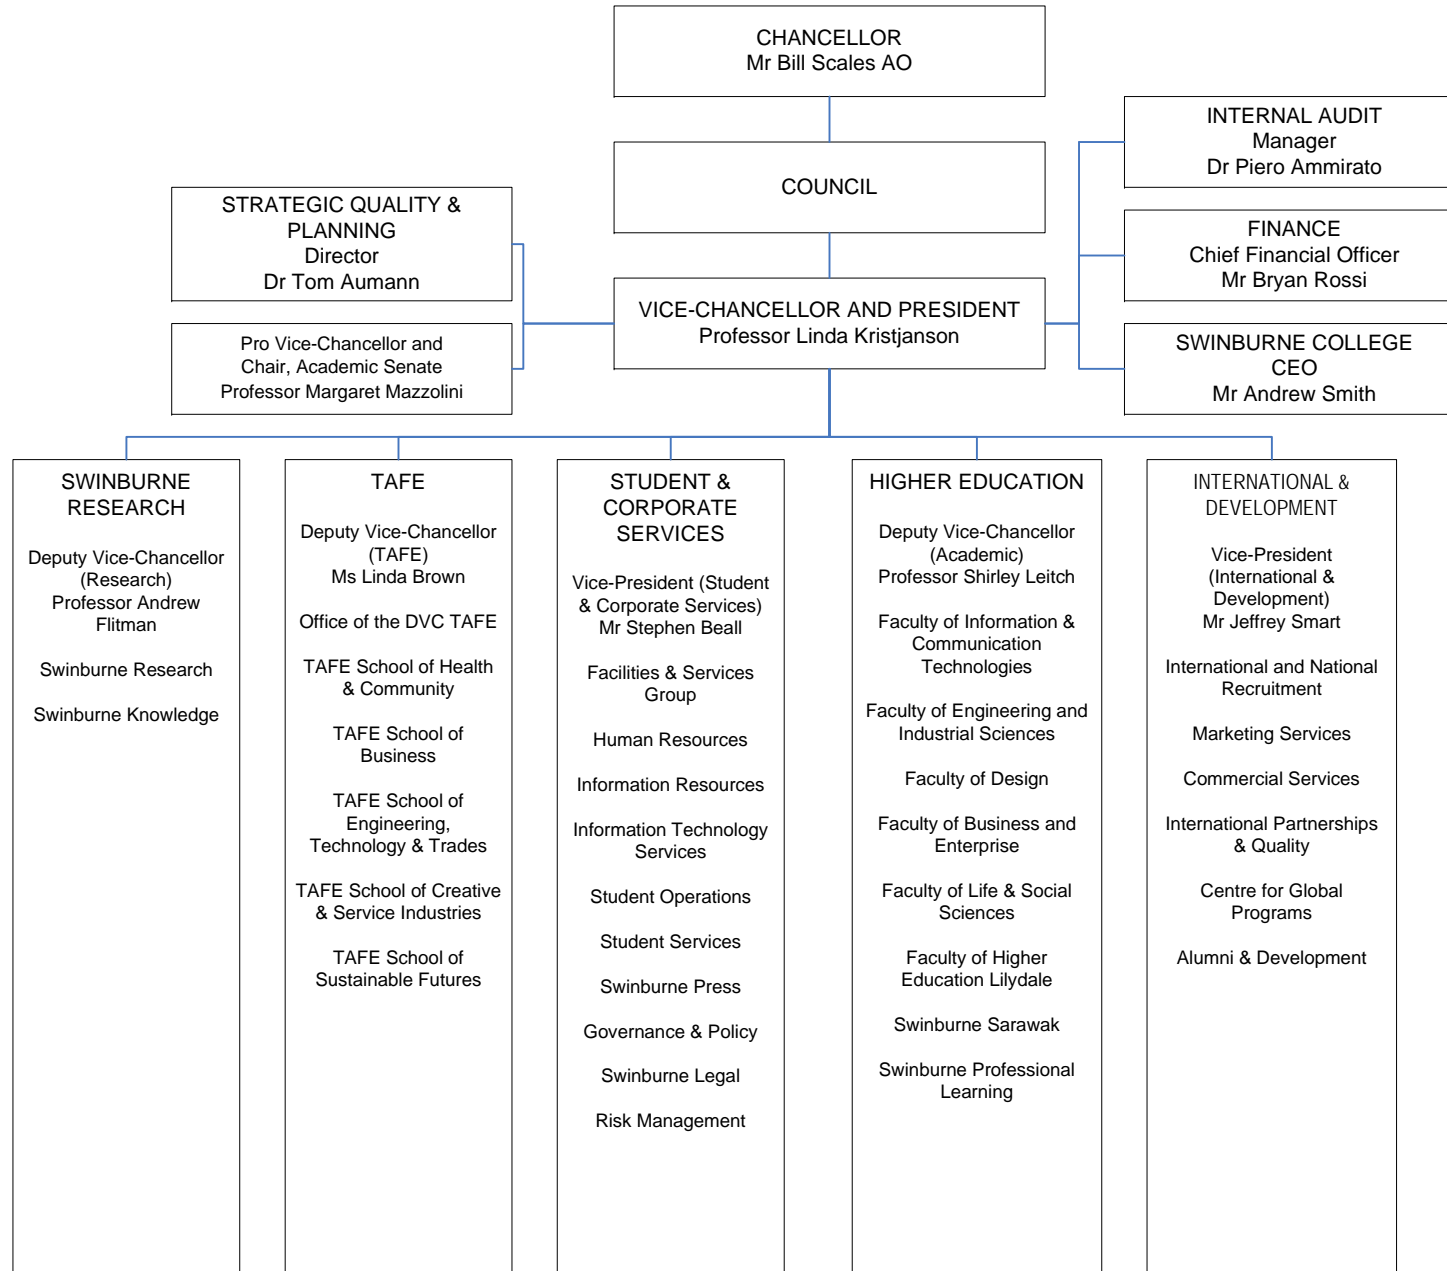 CHANCELLOR
Mr Bill Scales AO
COUNCIL
INTERNAL AUDIT
Manager
Dr Piero Ammirato
STRATEGIC QUALITY &
PLANNING
Director
Dr Tom Aumann
FINANCE
Chief Financial Officer
Mr Bryan Rossi
VICE-CHANCELLOR AND PRESIDENT
Professor Linda Kristjanson
Pro Vice-Chancellor and
Chair, Academic Senate
Professor Margaret Mazzolini
SWINBURNE COLLEGE
CEO
Mr Andrew Smith
SWINBURNE
RESEARCH
Deputy Vice-Chancellor
(Research)
Professor Andrew
Flitman
Swinburne Research
Swinburne Knowledge
TAFE
Deputy Vice-Chancellor
(TAFE)
Ms Linda Brown
Office of the DVC TAFE
TAFE School of Health
& Community
TAFE School of
Business
TAFE School of
Engineering,
Technology & Trades
TAFE School of Creative
& Service Industries
TAFE School of
Sustainable Futures
STUDENT &
CORPORATE
SERVICES
Vice-President (Student
& Corporate Services)
Mr Stephen Beall
Facilities & Services
Group
Human Resources
Information Resources
Information Technology
Services
Student Operations
Student Services
Swinburne Press
Governance & Policy
Swinburne Legal
Risk Management
HIGHER EDUCATION
Deputy Vice-Chancellor
(Academic)
Professor Shirley Leitch
Faculty of Information &
Communication
Technologies
Faculty of Engineering and
Industrial Sciences
Faculty of Design
Faculty of Business and
Enterprise
Faculty of Life & Social
Sciences
Faculty of Higher
Education Lilydale
Swinburne Sarawak
Swinburne Professional
Learning
INTERNATIONAL &
DEVELOPMENT
Vice-President
(International &
Development)
Mr Jeffrey Smart
International and National
Recruitment
Marketing Services
Commercial Services
International Partnerships
& Quality
Centre for Global
Programs
Alumni & Development